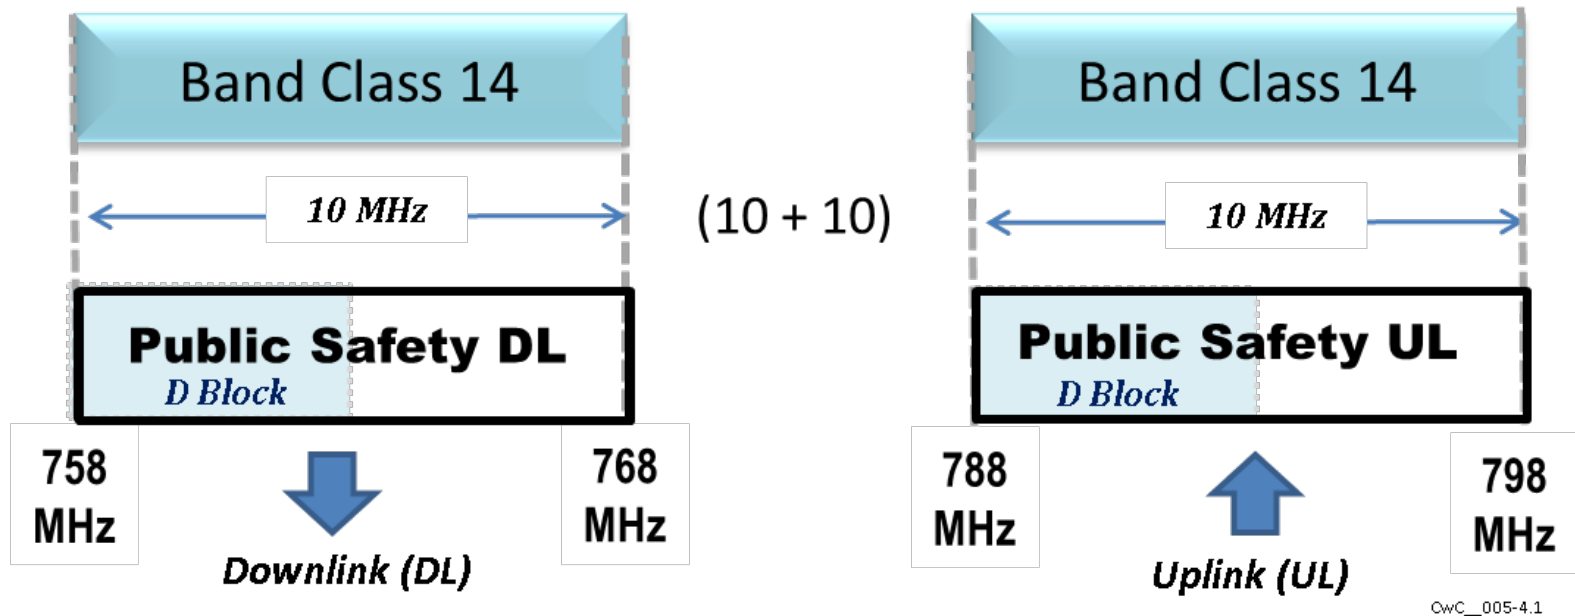 Band Class 14
Band Class 14
10 MHz
(10 + 10)
10 MHz
Public Safety DL
D Block
Public Safety UL
D Block
758
MHz
768
MHz
788
MHz
798
MHz
Downlink (DL)
Uplink (UL)
CwC__005-4.1